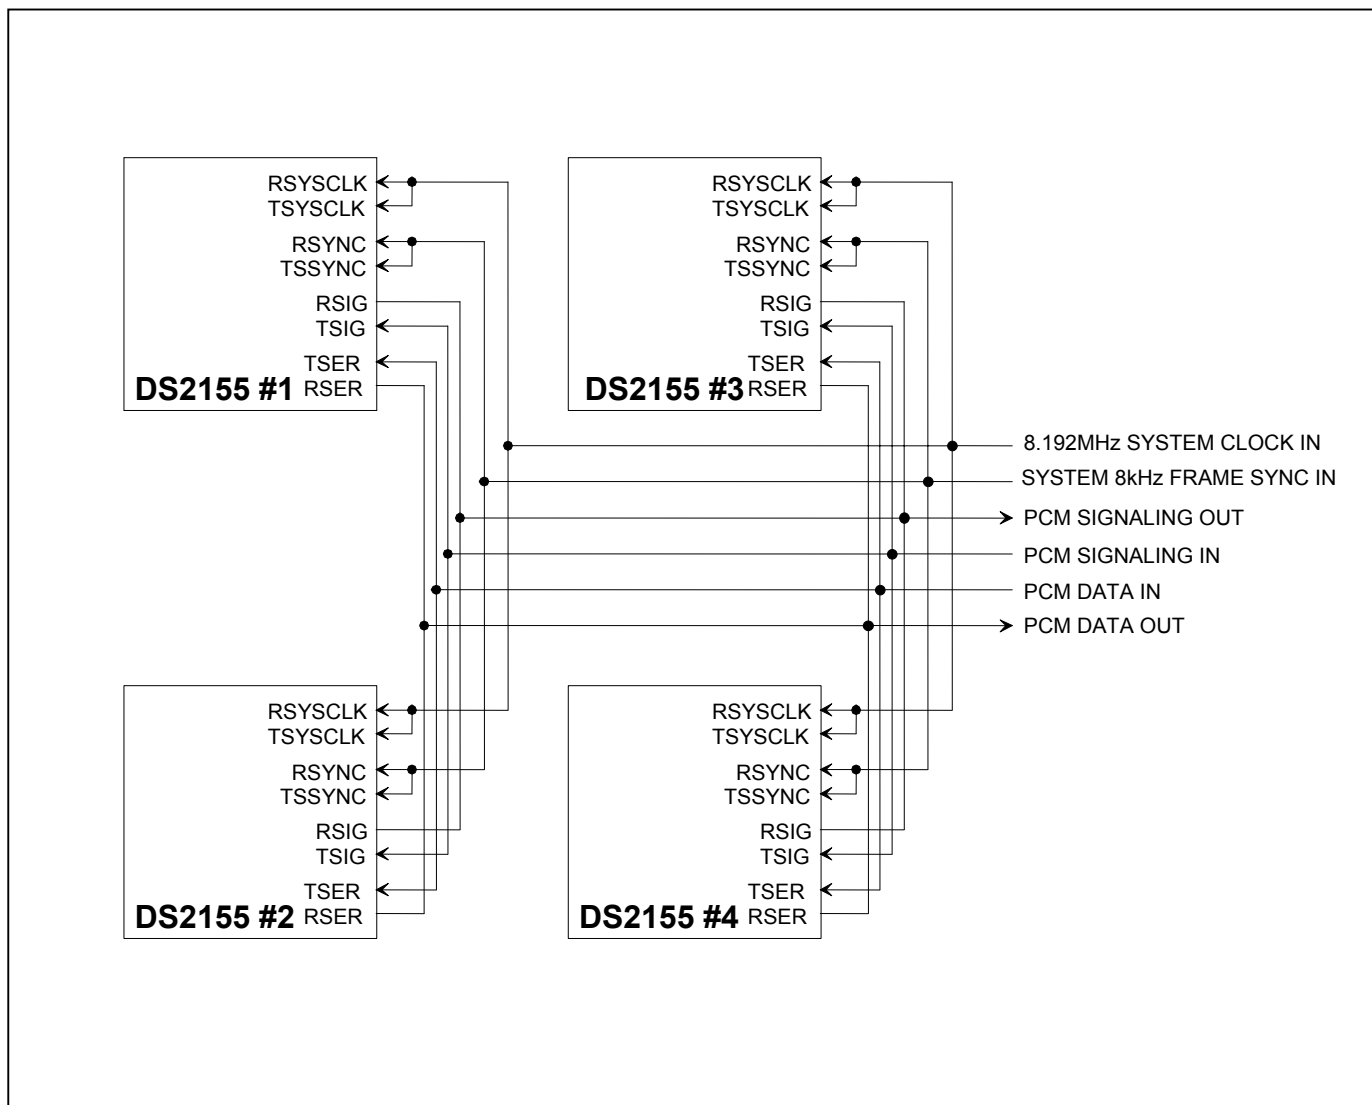 RSYSCLK
TSYSCLK
RSYNC
TSSYNC
RSIG
TSIG
TSER
DS2155 #1 RSER
RSYSCLK
TSYSCLK
RSYNC
TSSYNC
RSIG
TSIG
TSER
DS2155 #3 RSER
8.192MHz SYSTEM CLOCK IN
SYSTEM 8kHz FRAME SYNC IN
PCM SIGNALING OUT
PCM SIGNALING IN
PCM DATA IN
PCM DATA OUT
RSYSCLK
TSYSCLK
RSYNC
TSSYNC
RSIG
TSIG
TSER
DS2155 #2 RSER
RSYSCLK
TSYSCLK
RSYNC
TSSYNC
RSIG
TSIG
TSER
DS2155 #4 RSER